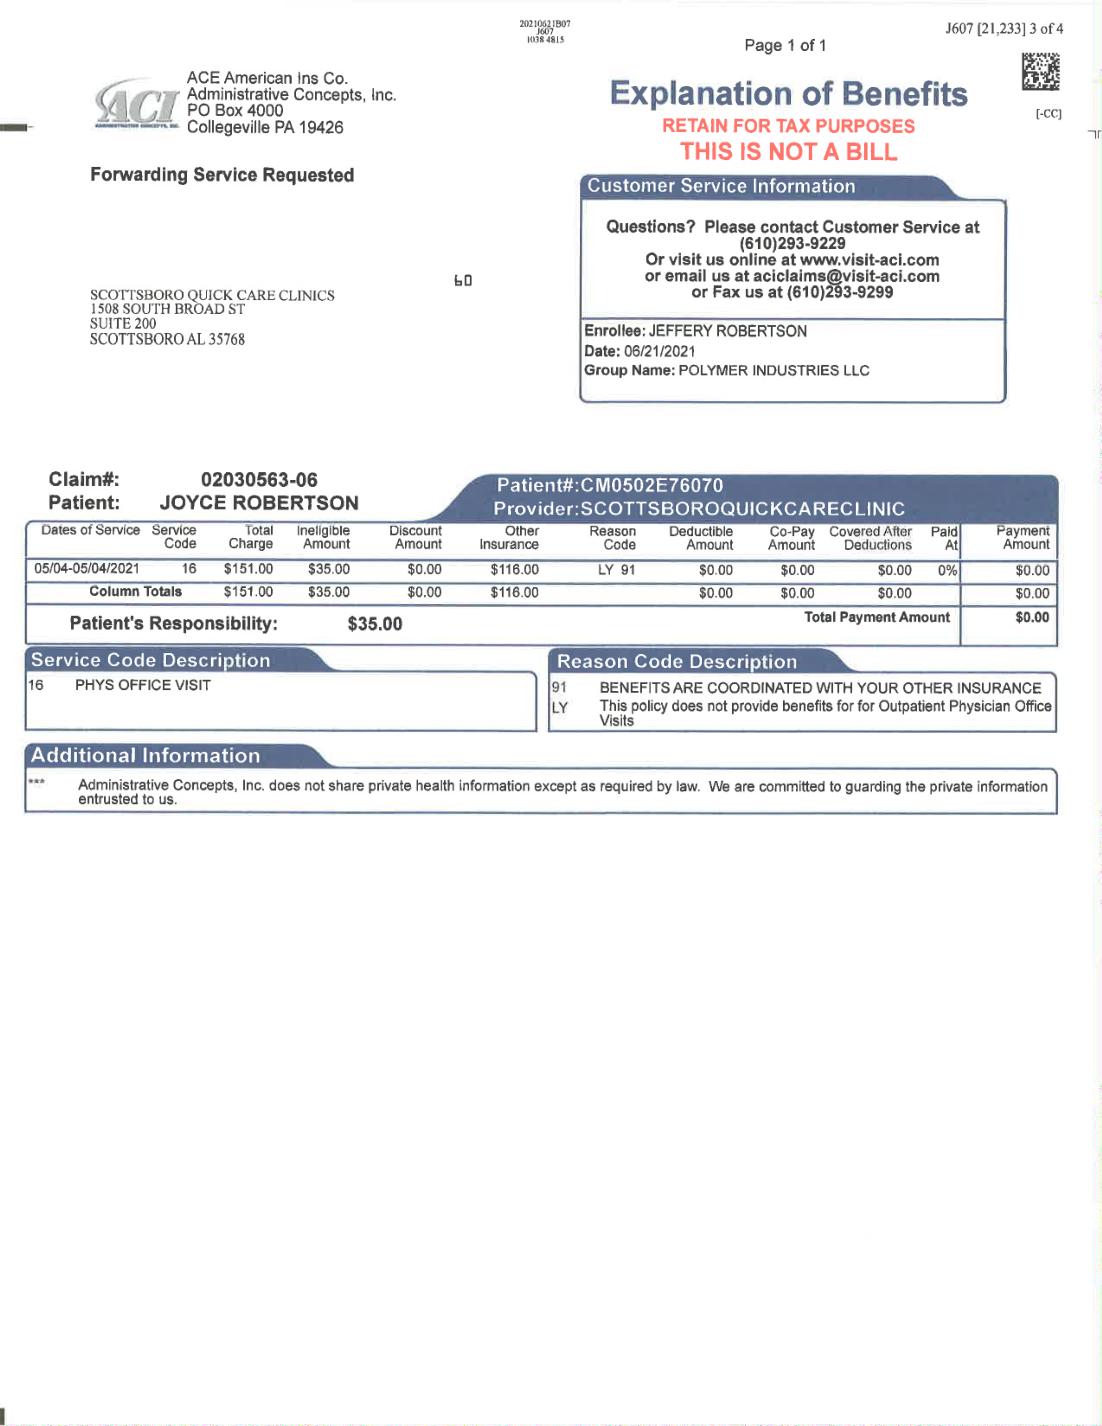 20210621B07
J607
1038 4815
J607 [21,233] 3 of 4
Page 1 of 1
ACI
ADMINISTRATIVE CONCEPTS, INC.
ACE American Ins Co.
Administrative Concepts, Inc.
PO Box 4000
Collegeville PA 19426
Explanation of Benefits
RETAIN FOR TAX PURPOSES
THIS IS NOT A BILL
[-CC]
Forwarding Service Requested
Customer Service Information
Questions? Please contact Customer Service at
(610)293-9229
Or visit us online at www.visit-aci.com
or email us at aciclaims@visit-aci.com
or Fax us at (610)293-9299
60
SCOTTSBORO QUICK CARE CLINICS
1508 SOUTH BROAD ST
SUITE 200
SCOTTSBORO AL 35768
Enrollee: JEFFERY ROBERTSON
Date: 06/21/2021
Group Name: POLYMER INDUSTRIES LLC
Claim#: 02030563-06
Patient: JOYCE ROBERTSON
Patient#:CM0502E76070
Provider:SCOTTSBOROQUICKCARECLINIC
Dates of Service Service Code Total Charge Ineligible Amount Discount Amount Other Insurance Reason Code Deductible Amount Co-Pay Amount Covered After Deductions Paid At Payment Amount
05/04-05/04/2021 16 $151.00 $35.00 $0.00 $116.00 LY 91 $0.00 $0.00 $0.00 0% $0.00
Column Totals $151.00 $35.00 $0.00 $116.00 $0.00 $0.00 $0.00 $0.00
Patient's Responsibility: $35.00 Total Payment Amount $0.00
Service Code Description
16 PHYS OFFICE VISIT
Reason Code Description
91 BENEFITS ARE COORDINATED WITH YOUR OTHER INSURANCE
LY This policy does not provide benefits for for Outpatient Physician Office
Visits
Additional Information
*** Administrative Concepts, Inc. does not share private health information except as required by law. We are committed to guarding the private information
entrusted to us.